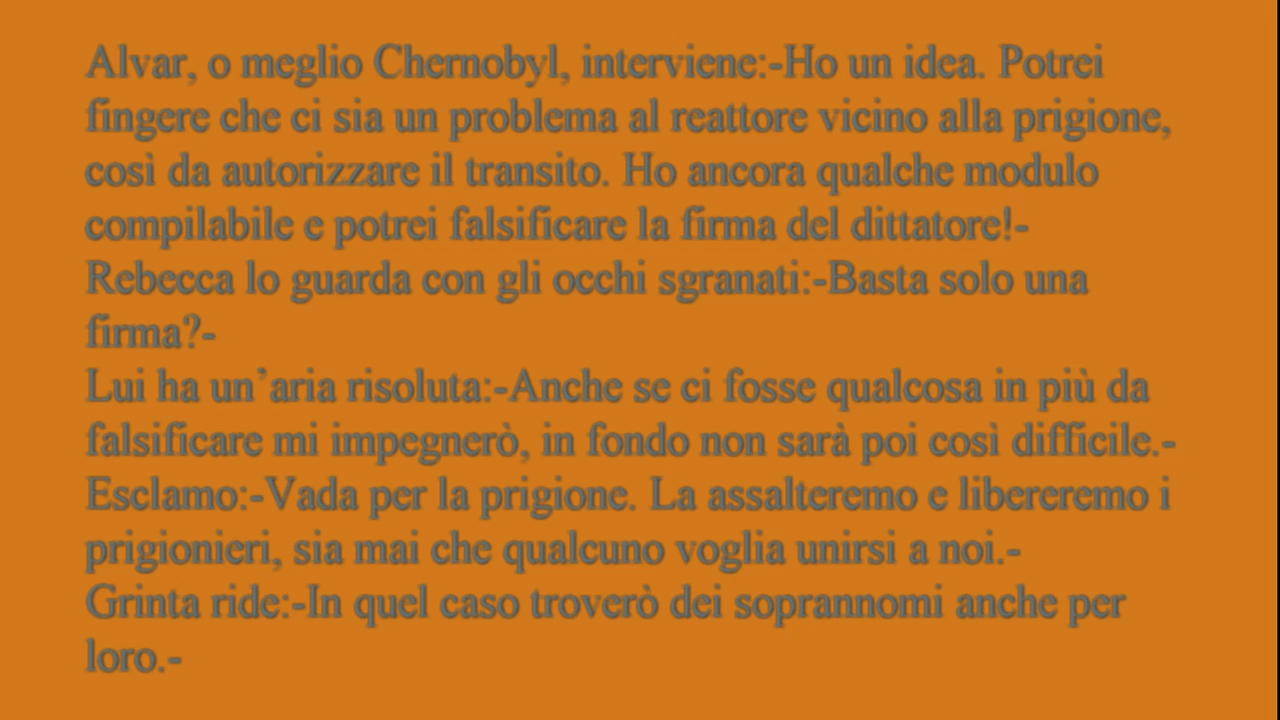 Alvar, o meglio Chernobyl, interviene:-Ho un idea. Potrei
fingere che ci sia un problema al reattore vicino alla prigione,
così da autorizzare il transito. Ho ancora qualche modulo
compilabile e potrei falsificare la firma del dittatore!-
Rebecca lo guarda con gli occhi sgranati:-Basta solo una
firma?-
Lui ha un’aria risoluta:-Anche se ci fosse qualcosa in più da
falsificare mi impegnerò, in fondo non sarà poi così difficile.-
Esclamo:-Vada per la prigione. La assalteremo e libereremo i
prigionieri, sia mai che qualcuno voglia unirsi a noi.-
Grinta ride:-In quel caso troverò dei soprannomi anche per
loro.-